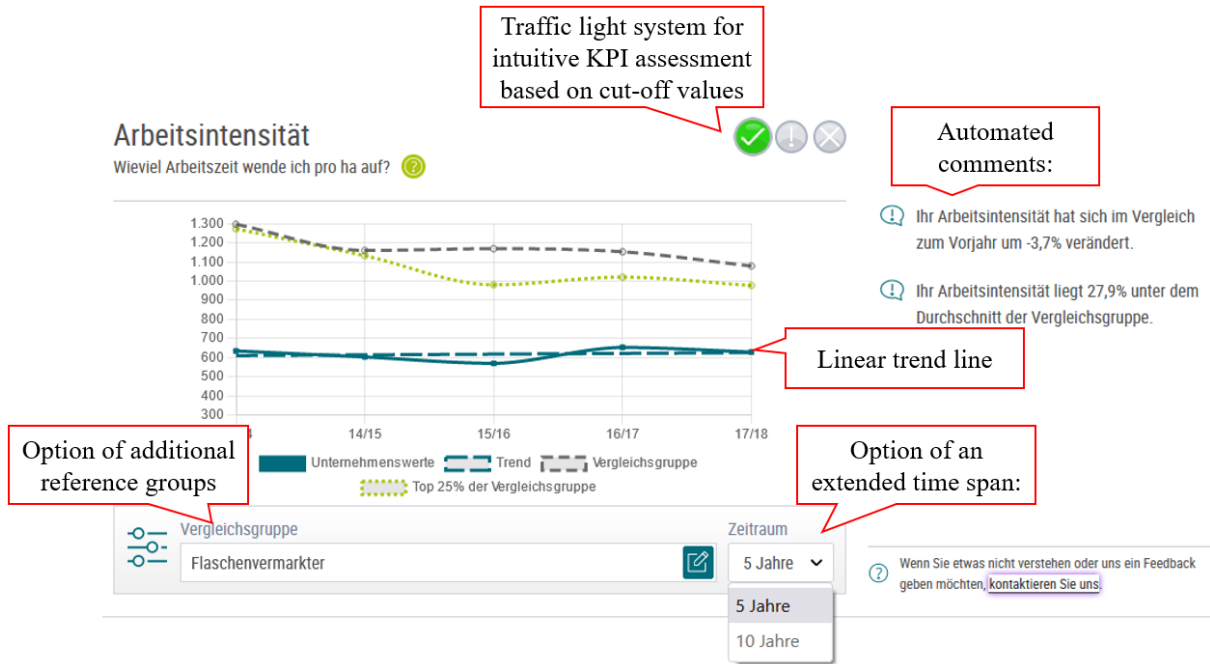 Traffic light system for
intuitive KPI assessment
based on cut-off values
Arbeitsintensität
Wieviel Arbeitszeit wende ich pro ha auf?
Automated
comments:
Ihr Arbeitsintensität hat sich im Vergleich
zum Vorjahr um -3,7% verändert.
Ihr Arbeitsintensität liegt 27,9% unter dem
Durchschnitt der Vergleichsgruppe.
1.300
1.200
1.100
1.000
900
800
700
600
500
400
300
Linear trend line
14/15
15/16
16/17
17/18
Option of additional
reference groups
Unternehmenswerte
Trend
Vergleichsgruppe
Top 25% der Vergleichsgruppe
Option of an
extended time span:
Vergleichsgruppe
Flaschenvermarkter
Zeitraum
5 Jahre
5 Jahre
10 Jahre
Wenn Sie etwas nicht verstehen oder uns ein Feedback
geben möchten, kontaktieren Sie uns.